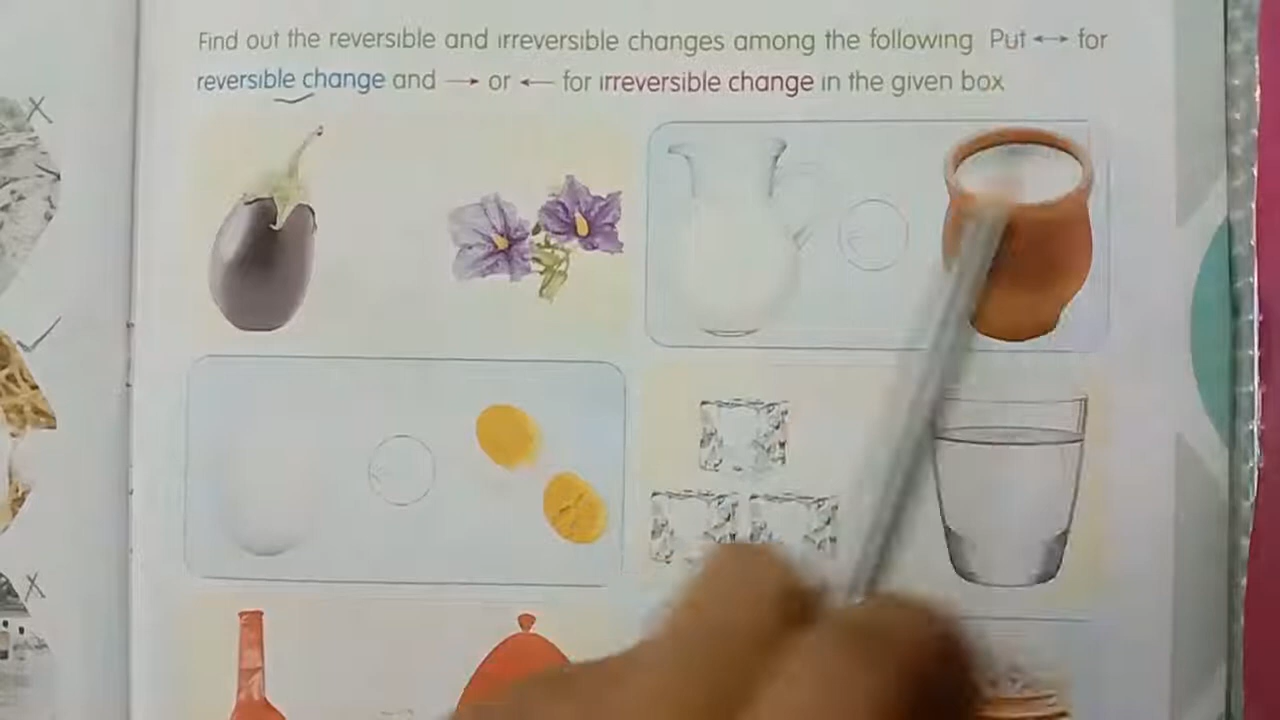 Find out the reversible and irreversible changes among the following Put ↔ for
reversible change and → or ← for irreversible change in the given box